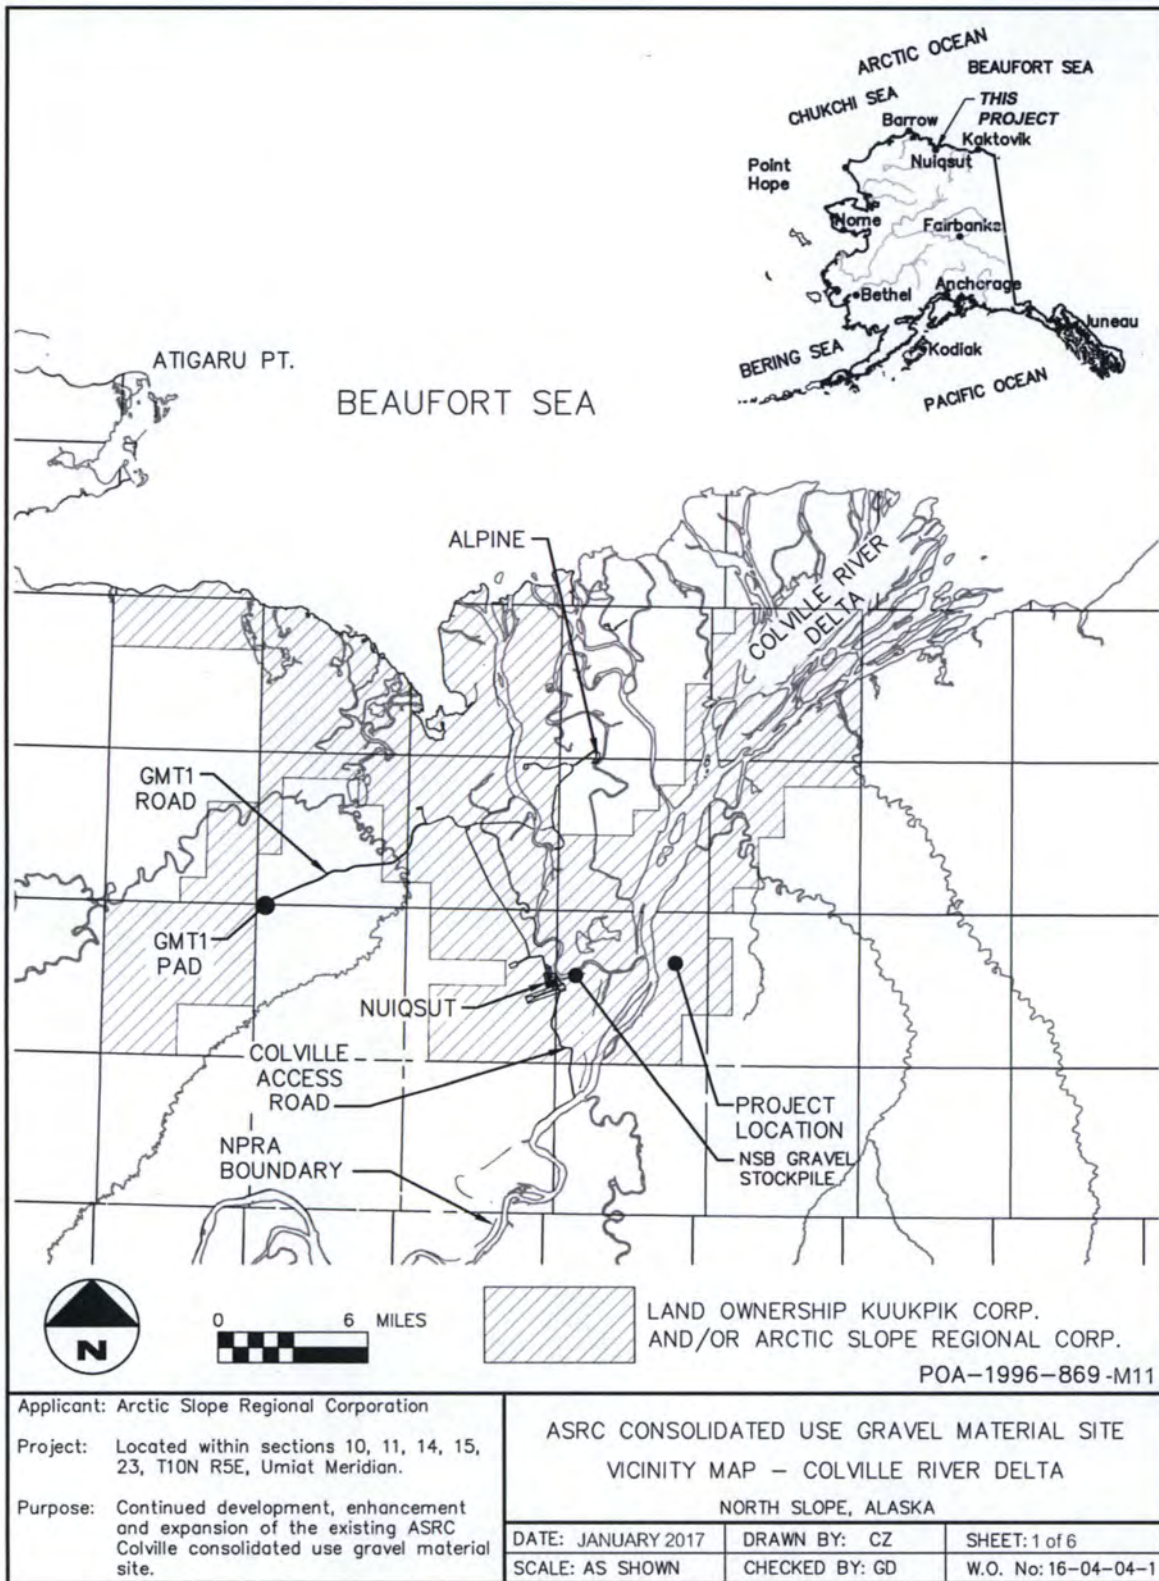 ARCTIC OCEAN
BEAUFORT SEA
CHUKCHI SEA
THIS
PROJECT
Barrow
Kaktovik
Nuiqsut
Point
Hope
Nome
Fairbanks
Bethel
Anchorage
Juneau
BERING SEA
Kodiak
PACIFIC OCEAN
ATIGARU PT.
BEAUFORT SEA
ALPINE
COLVILLE RIVER
DELTA
GMT1
ROAD
GMT1
PAD
NUIQSUT
COLVILLE
ACCESS
ROAD
PROJECT
LOCATION
NPRA
BOUNDARY
NSB GRAVEL
STOCKPILE
N
0 6 MILES
LAND OWNERSHIP KUUKPIK CORP.
AND/OR ARCTIC SLOPE REGIONAL CORP.
POA-1996-869-M11
Applicant: Arctic Slope Regional Corporation
Project: Located within sections 10, 11, 14, 15,
23, T10N R5E, Umiat Meridian.
Purpose: Continued development, enhancement
and expansion of the existing ASRC
Colville consolidated use gravel material
site.
ASRC CONSOLIDATED USE GRAVEL MATERIAL SITE
VICINITY MAP – COLVILLE RIVER DELTA
NORTH SLOPE, ALASKA
DATE: JANUARY 2017 DRAWN BY: CZ SHEET: 1 of 6
SCALE: AS SHOWN CHECKED BY: GD W.O. No: 16-04-04-1